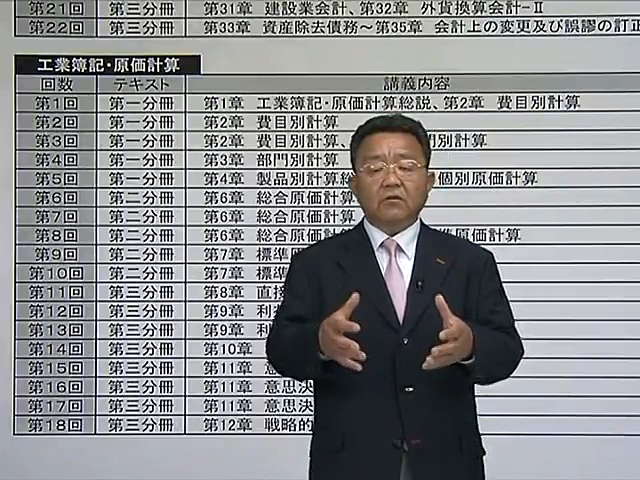 第21回 第三分冊 第31章 建設業会計、第32章 外貨換算会計-Ⅱ
第22回 第三分冊 第33章 資産除去債務～第35章 会計上の変更及び誤謬の訂正
工業簿記・原価計算
回数 テキスト 講義内容
第1回 第一分冊 第1章 工業簿記・原価計算総説、第2章 費目別計算
第2回 第一分冊 第2章 費目別計算
第3回 第一分冊 第2章 費目別計算、 門別計算
第4回 第一分冊 第3章 部門別計算
第5回 第一分冊 第4章 製品別計算総 個別原価計算
第6回 第二分冊 第6章 総合原価計算
第7回 第二分冊 第6章 総合原価計算
第8回 第二分冊 第6章 総合原価計 準原価計算
第9回 第二分冊 第7章 標準原
第10回 第二分冊 第7章 標準
第11回 第三分冊 第8章 直接
第12回 第三分冊 第9章 利
第13回 第三分冊 第9章 利
第14回 第三分冊 第10章
第15回 第三分冊 第11章 意思
第16回 第三分冊 第11章 意思決
第17回 第三分冊 第11章 意思決
第18回 第三分冊 第12章 戦略的